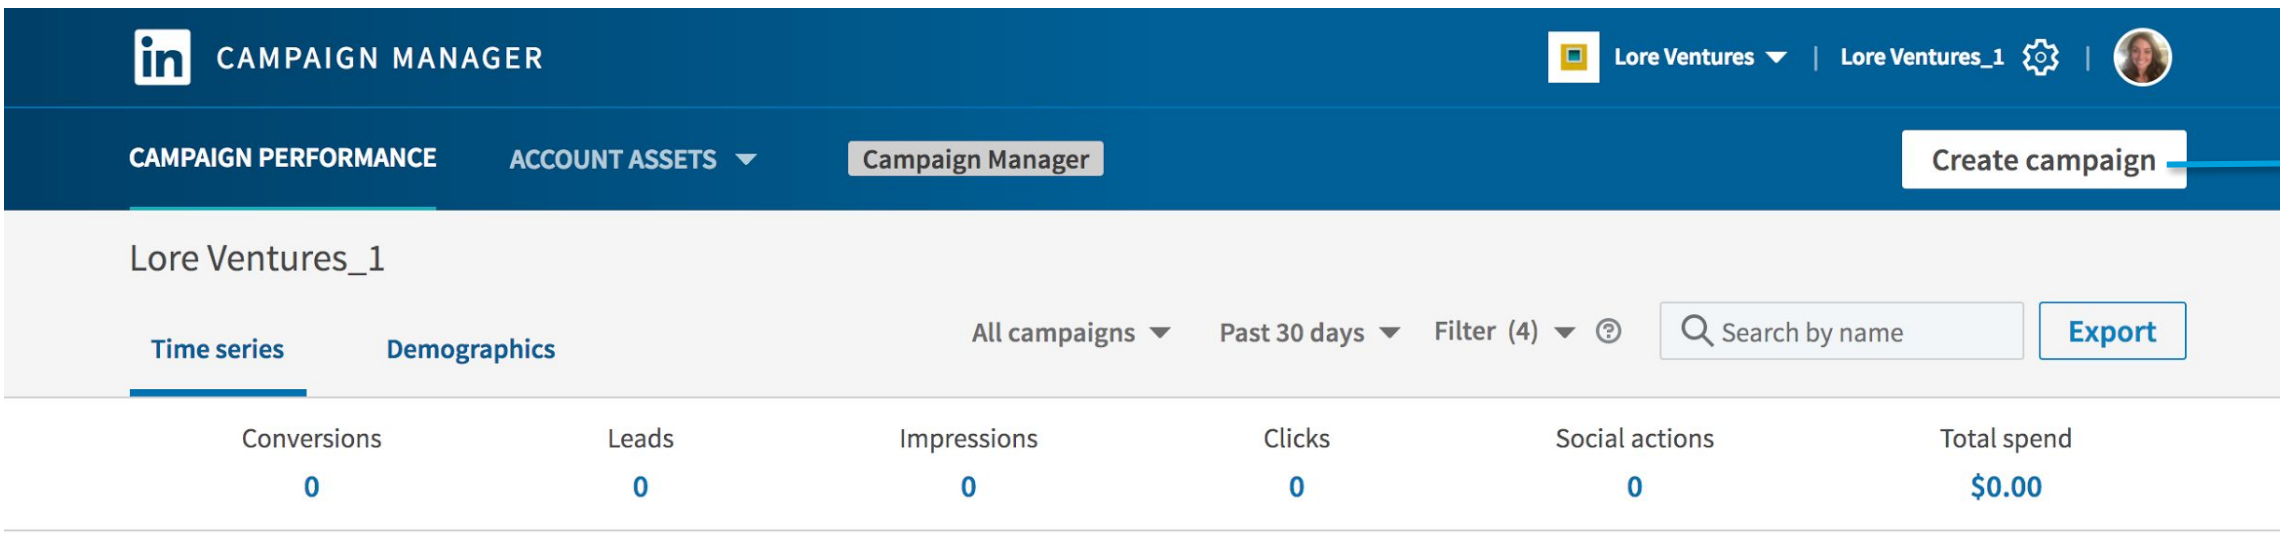 in CAMPAIGN MANAGER Lore Ventures | Lore Ventures_1 |
CAMPAIGN PERFORMANCE ACCOUNT ASSETS Campaign Manager Create campaign
Lore Ventures_1
Time series Demographics All campaigns Past 30 days Filter (4) ? Search by name Export
Conversions Leads Impressions Clicks Social actions Total spend
0 0 0 0 0 $0.00